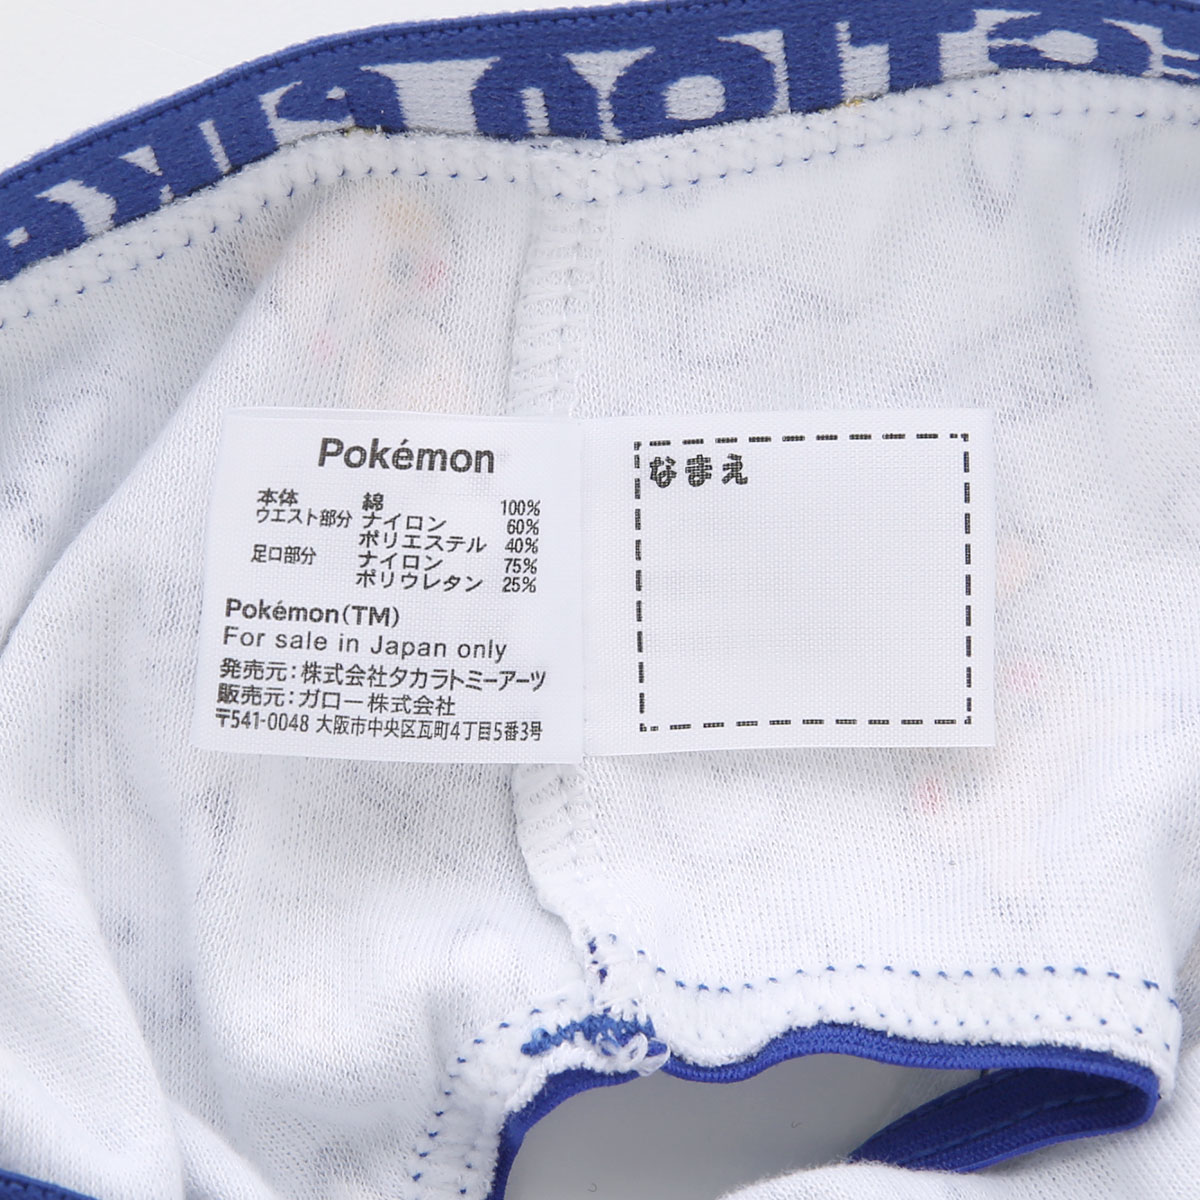 Pokémon
本体 綿 100%
ウエスト部分 ナイロン 60%
ポリエステル 40%
足口部分 ナイロン 75%
ポリウレタン 25%
Pokémon(TM)
For sale in Japan only
発売元:株式会社タカラトミーアーツ
販売元:ガロー株式会社
〒541-0048 大阪市中央区瓦町4丁目5番3号
なまえ